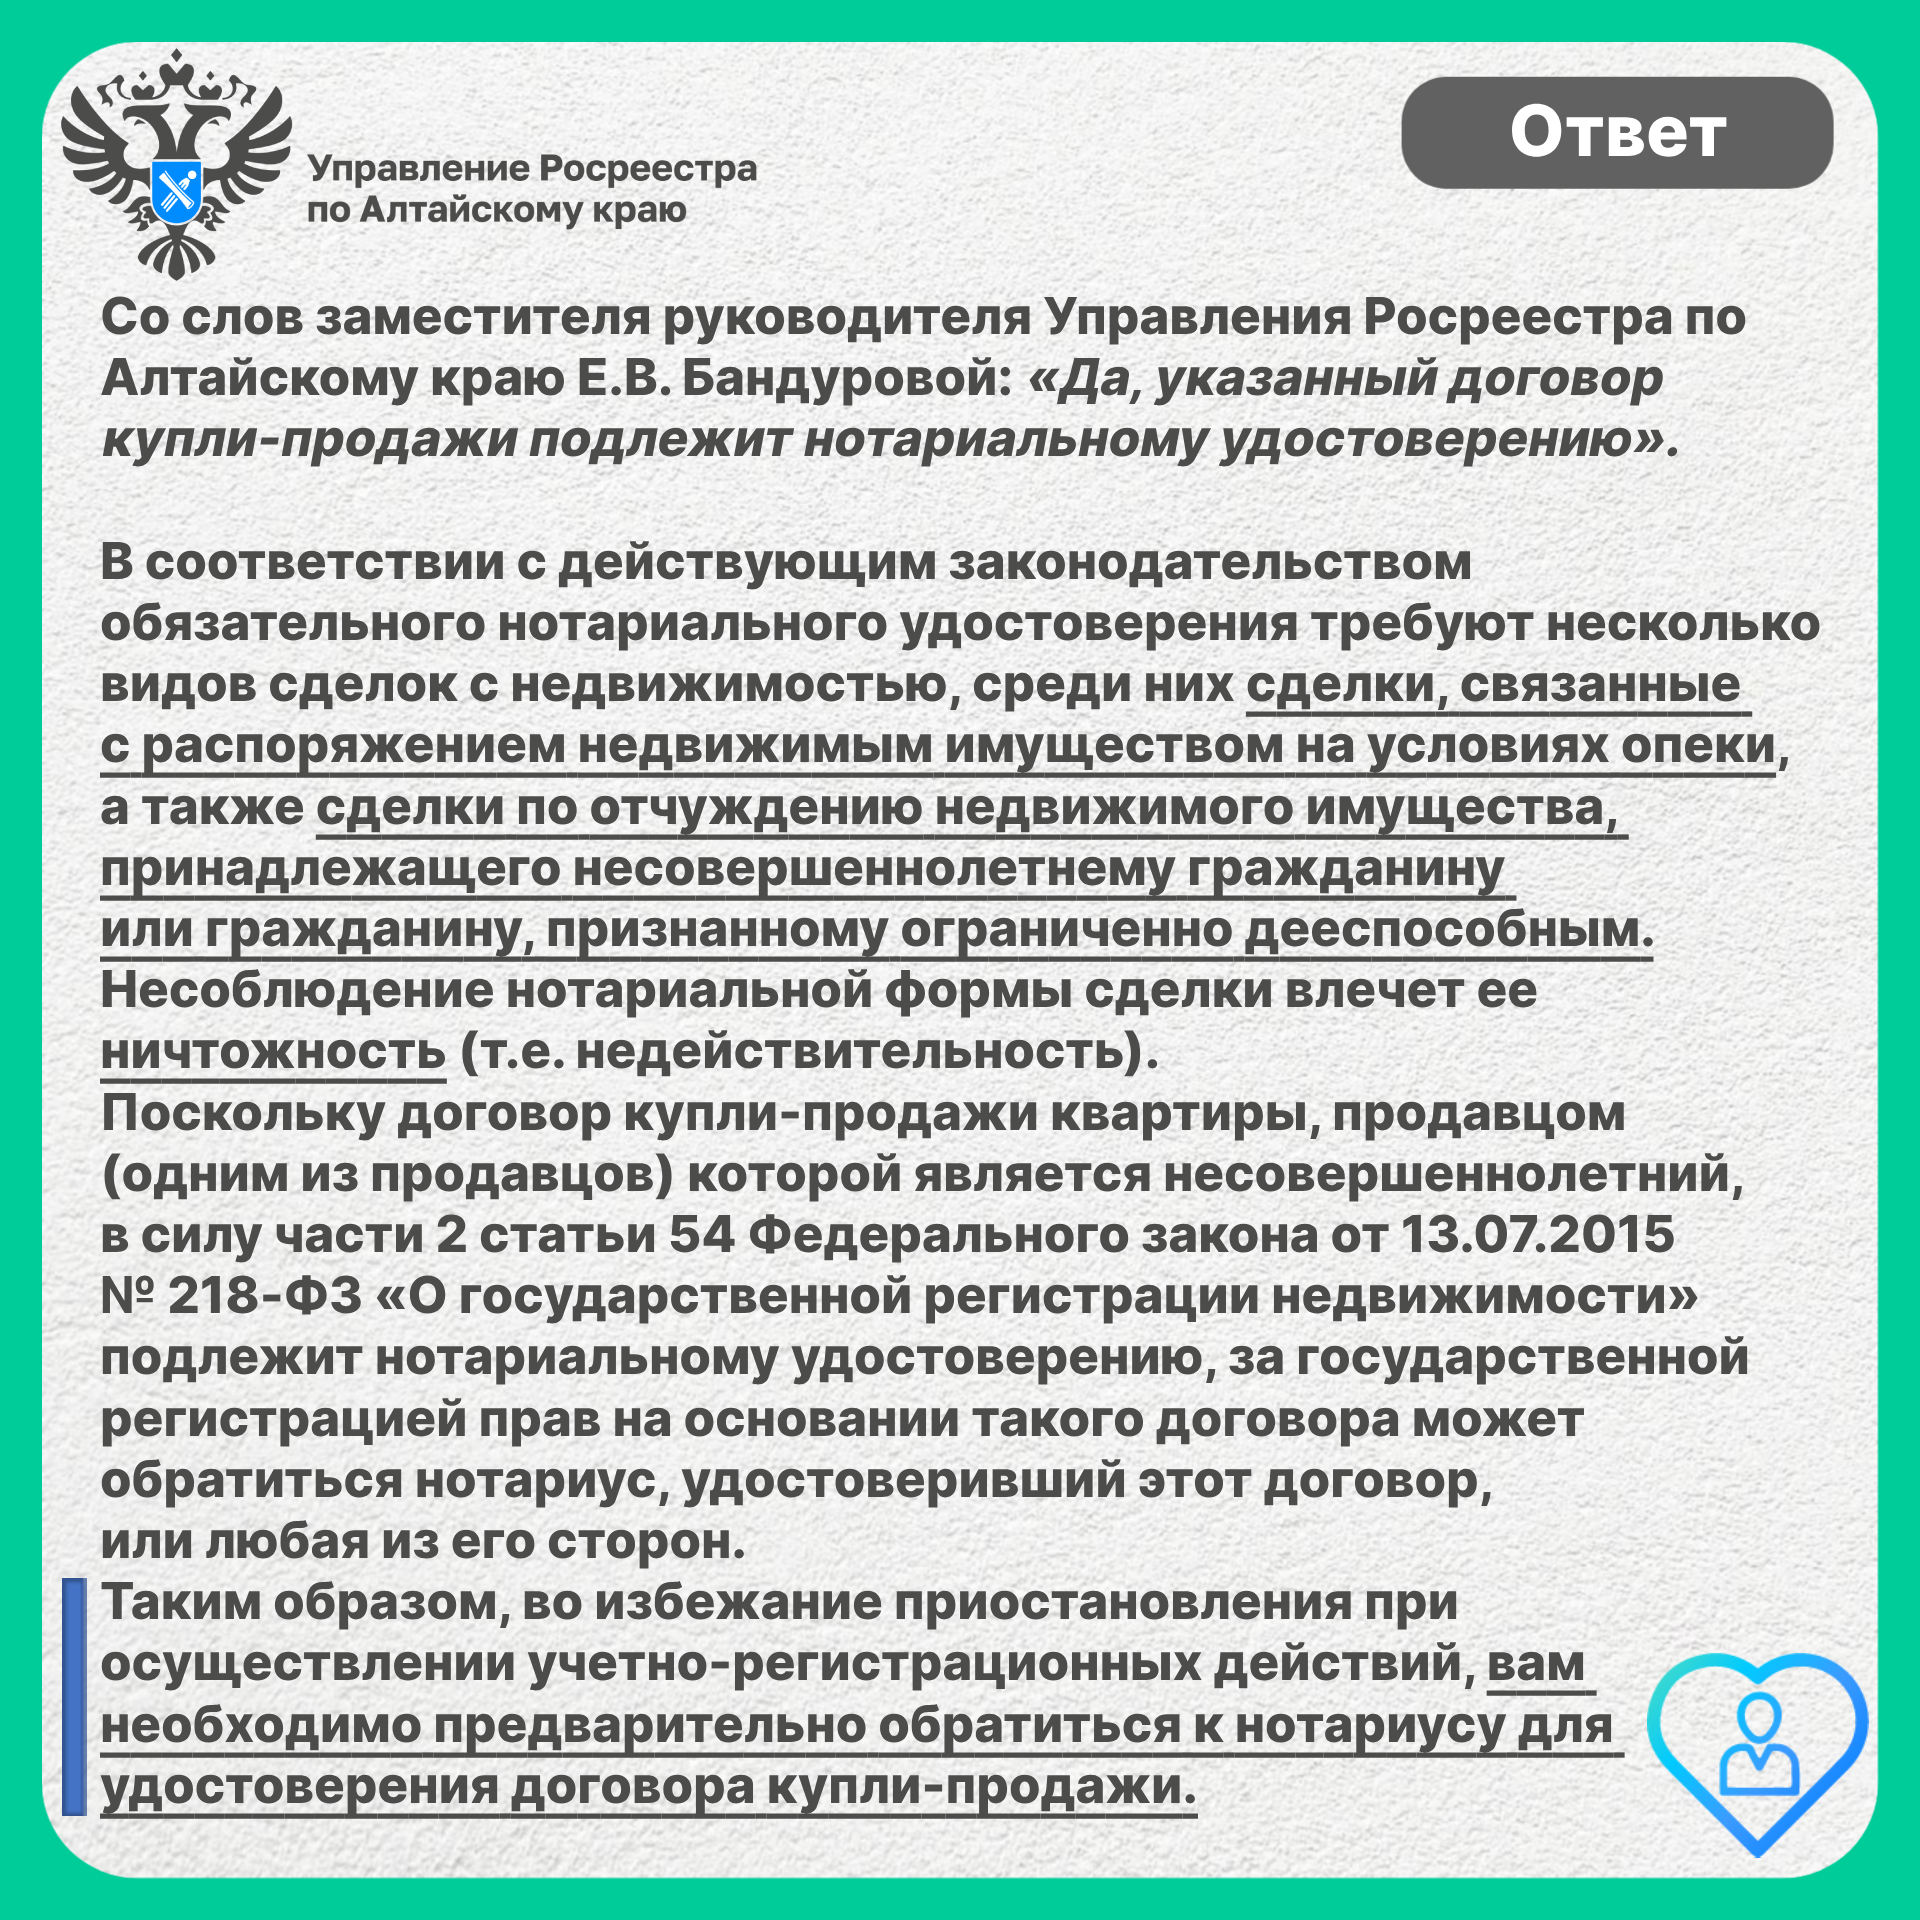 Управление Росреестра
по Алтайскому краю
Ответ
Со слов заместителя руководителя Управления Росреестра по
Алтайскому краю Е.В. Бандуровой: «Да, указанный договор
купли-продажи подлежит нотариальному удостоверению».
В соответствии с действующим законодательством
обязательного нотариального удостоверения требуют несколько
видов сделок с недвижимостью, среди них сделки, связанные
с распоряжением недвижимым имуществом на условиях опеки,
а также сделки по отчуждению недвижимого имущества,
принадлежащего несовершеннолетнему гражданину
или гражданину, признанному ограниченно дееспособным.
Несоблюдение нотариальной формы сделки влечет ее
ничтожность (т.е. недействительность).
Поскольку договор купли-продажи квартиры, продавцом
(одним из продавцов) которой является несовершеннолетний,
в силу части 2 статьи 54 Федерального закона от 13.07.2015
№ 218-ФЗ «О государственной регистрации недвижимости»
подлежит нотариальному удостоверению, за государственной
регистрацией прав на основании такого договора может
обратиться нотариус, удостоверивший этот договор,
или любая из его сторон.
Таким образом, во избежание приостановления при
осуществлении учетно-регистрационных действий, вам
необходимо предварительно обратиться к нотариусу для
удостоверения договора купли-продажи.